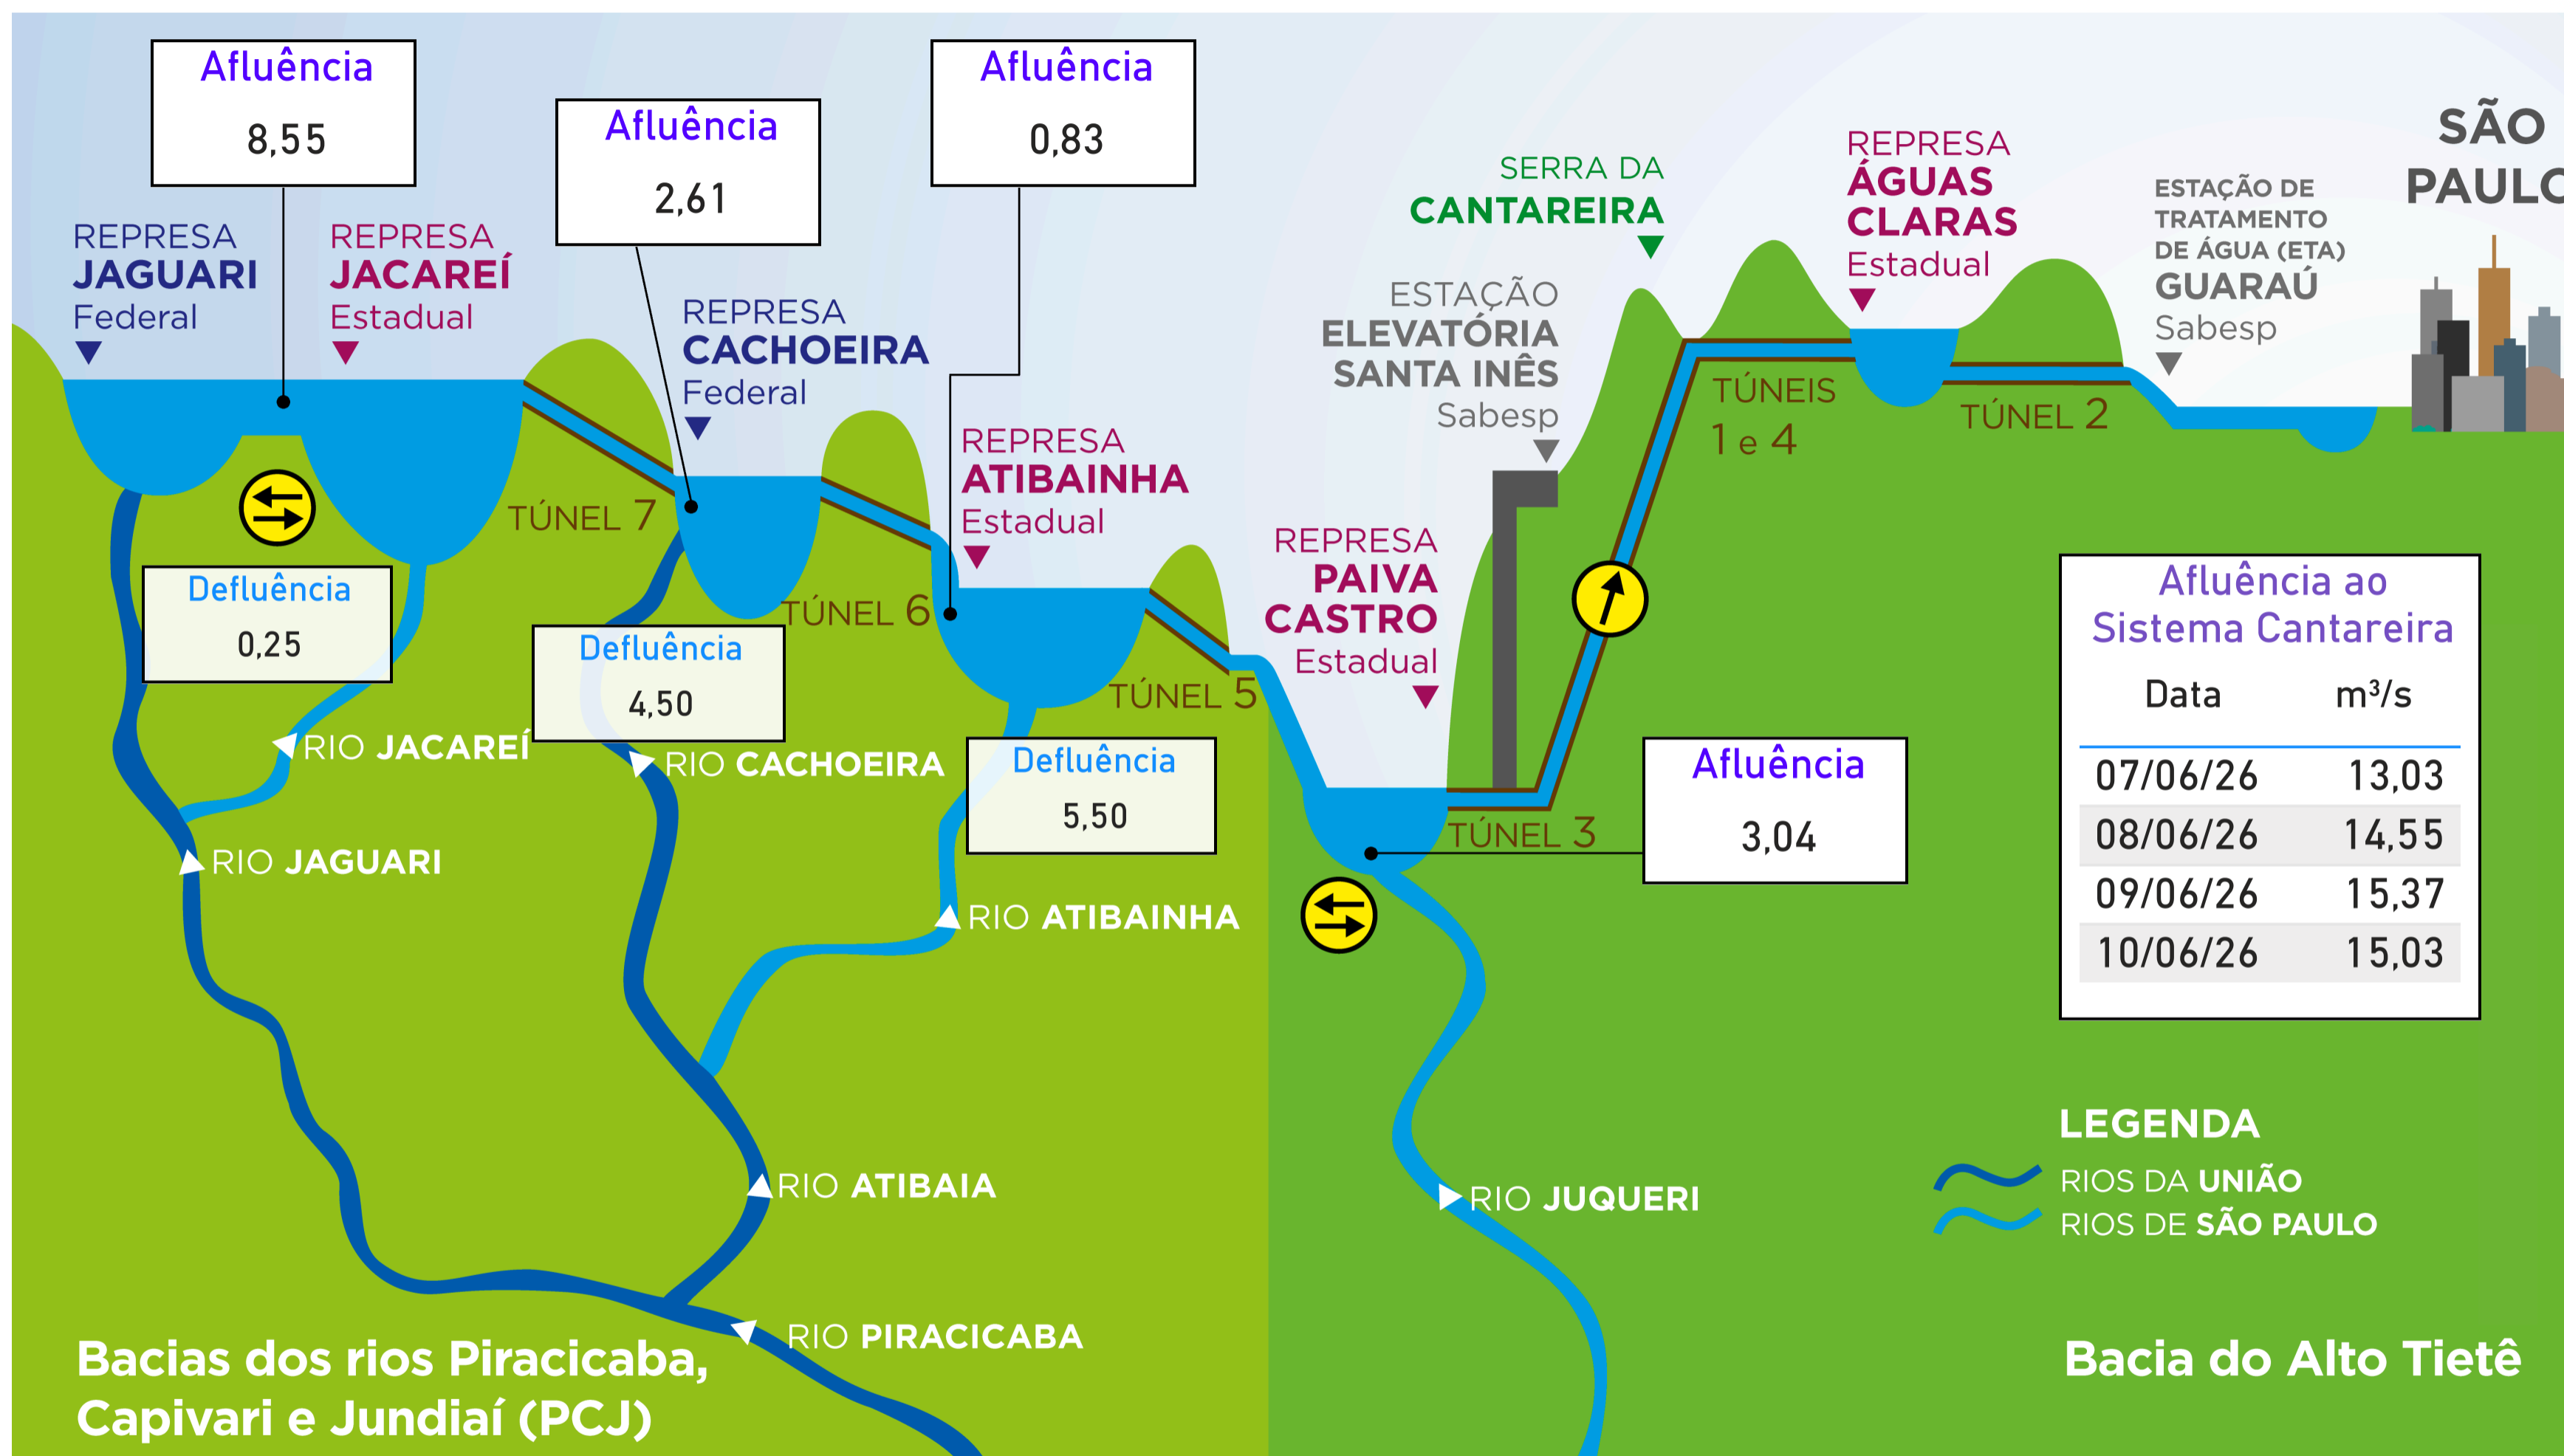 Afluência
8,55
Afluência
2,61
Afluência
0,83
REPRESA
JAGUARI
Federal
REPRESA
JACAREÍ
Estadual
REPRESA
CACHOEIRA
Federal
REPRESA
ATIBAINHA
Estadual
REPRESA
PAIVA
CASTRO
Estadual
SERRA DA
CANTAREIRA
ESTAÇÃO
ELEVATÓRIA
SANTA INÊS
Sabesp
REPRESA
ÁGUAS
CLARAS
Estadual
ESTAÇÃO DE
TRATAMENTO
DE ÁGUA (ETA)
GUARAÚ
Sabesp
SÃO
PAULO
TÚNEL 7
TÚNEL 6
TÚNEL 5
TÚNEL 3
TÚNEIS
1 e 4
TÚNEL 2
Defluência
0,25
Defluência
4,50
Defluência
5,50
Afluência
3,04
RIO JACAREÍ
RIO CACHOEIRA
RIO JAGUARI
RIO ATIBAINHA
RIO ATIBAIA
RIO JUQUERI
RIO PIRACICABA
Afluência ao
Sistema Cantareira
Data m³/s
07/06/26 13,03
08/06/26 14,55
09/06/26 15,37
10/06/26 15,03
LEGENDA
RIOS DA UNIÃO
RIOS DE SÃO PAULO
Bacias dos rios Piracicaba,
Capivari e Jundiaí (PCJ)
Bacia do Alto Tietê